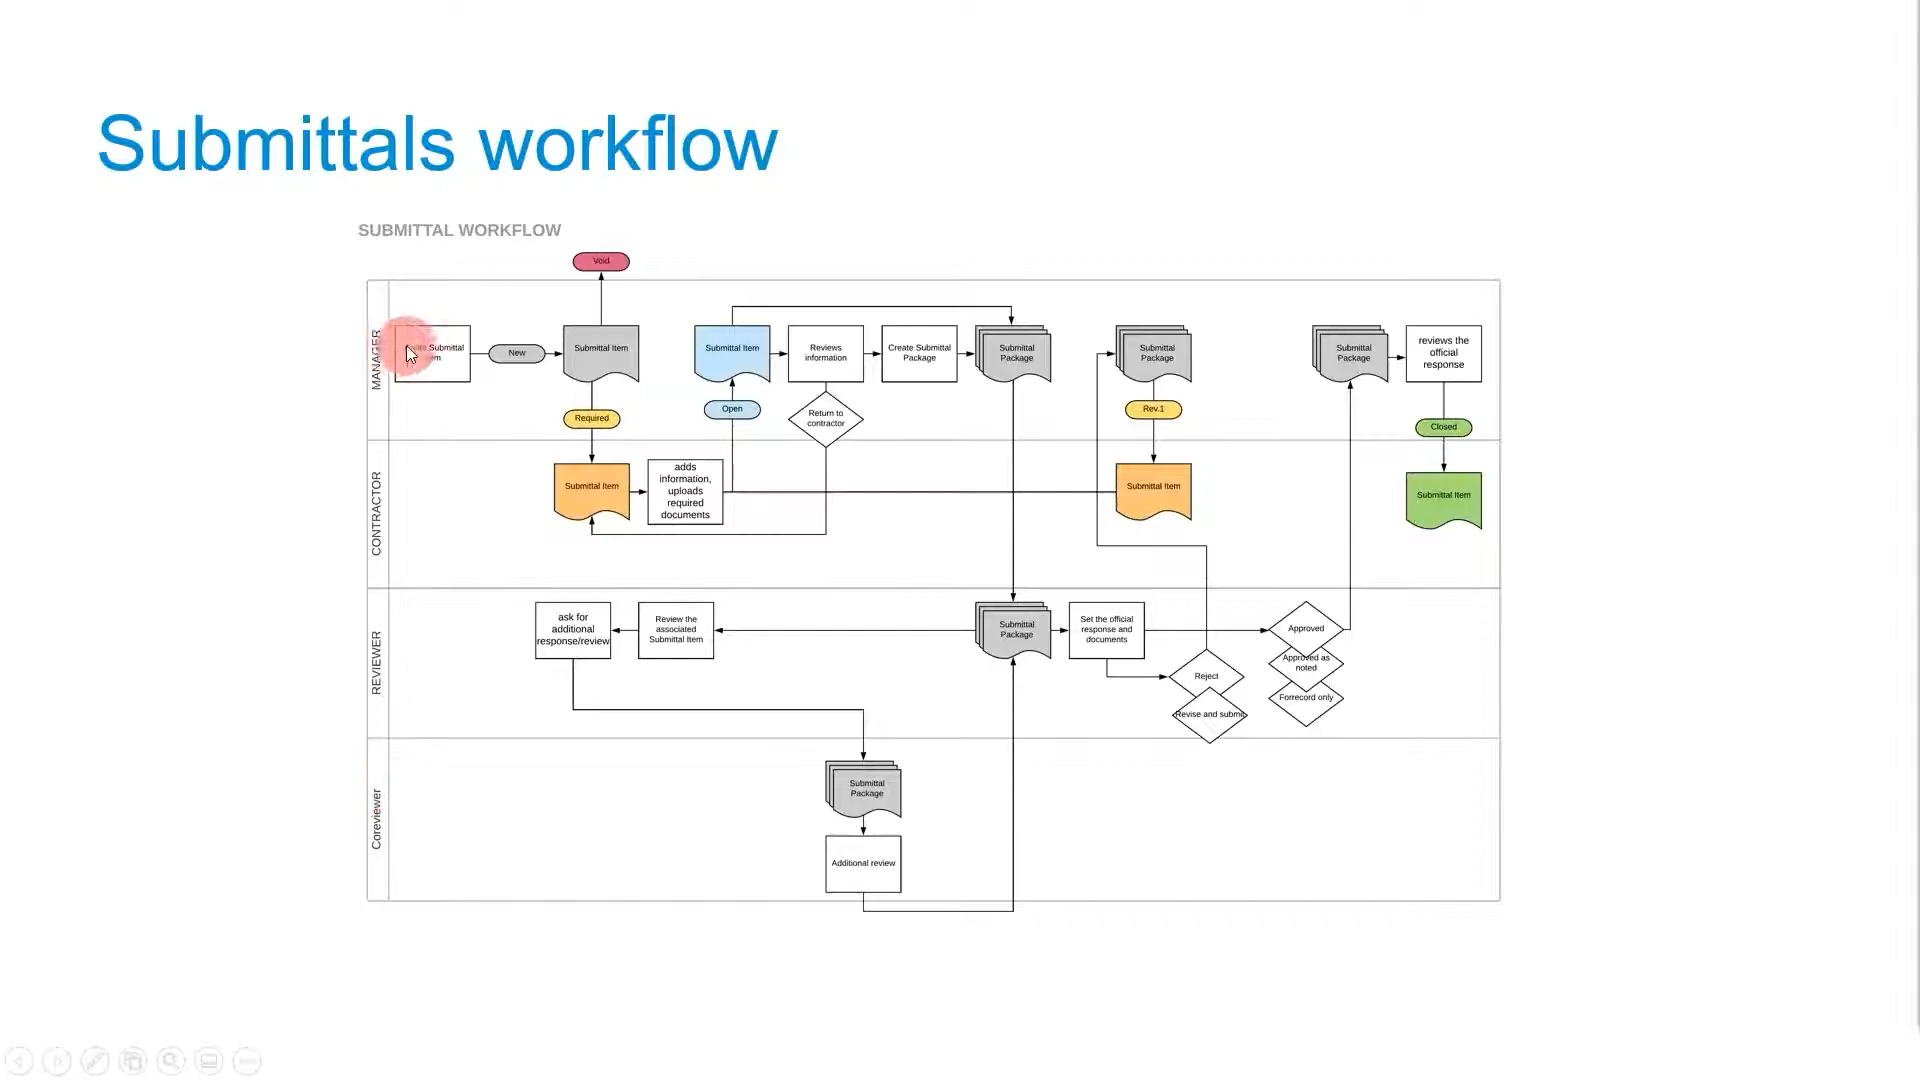 Submittals workflow
SUBMITTAL WORKFLOW
Void
MANAGER
Submittal
New
Submittal Item
Submittal Item
Reviews
information
Create Submittal
Package
Submittal
Package
Submittal
Package
Submittal
Package
reviews the
official
response
Required
Open
Return to
contractor
Rev.1
Closed
CONTRACTOR
Submittal Item
adds
information,
uploads
required
documents
Submittal Item
Submittal Item
REVIEWER
ask for
additional
response/review
Review the
associated
Submittal Item
Submittal
Package
Set the official
response and
documents
Reject
Revise and submit
Approved
Approved as
noted
Forrecord only
Coreviewer
Submittal
Package
Additional review